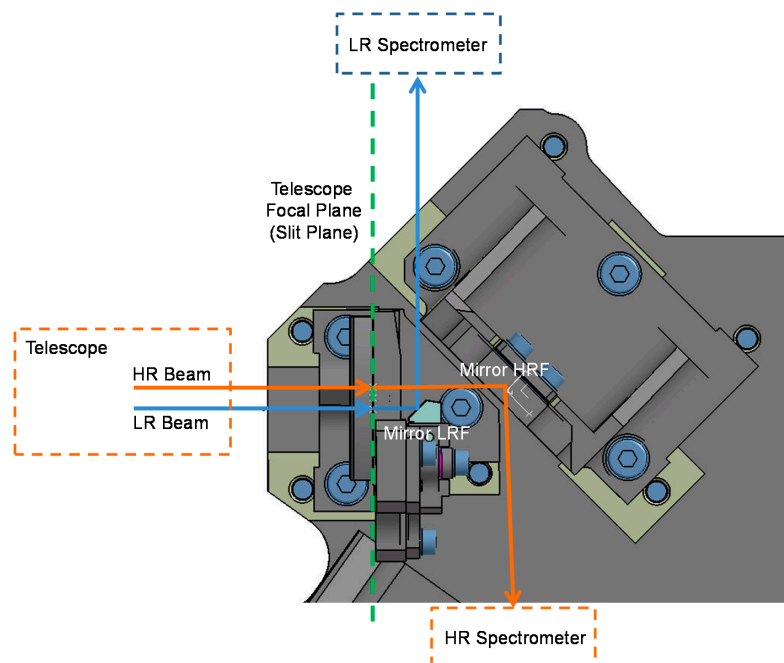 LR Spectrometer
Telescope
Focal Plane
(Slit Plane)
Telescope
HR Beam
LR Beam
Mirror HRF
Mirror LRF
HR Spectrometer